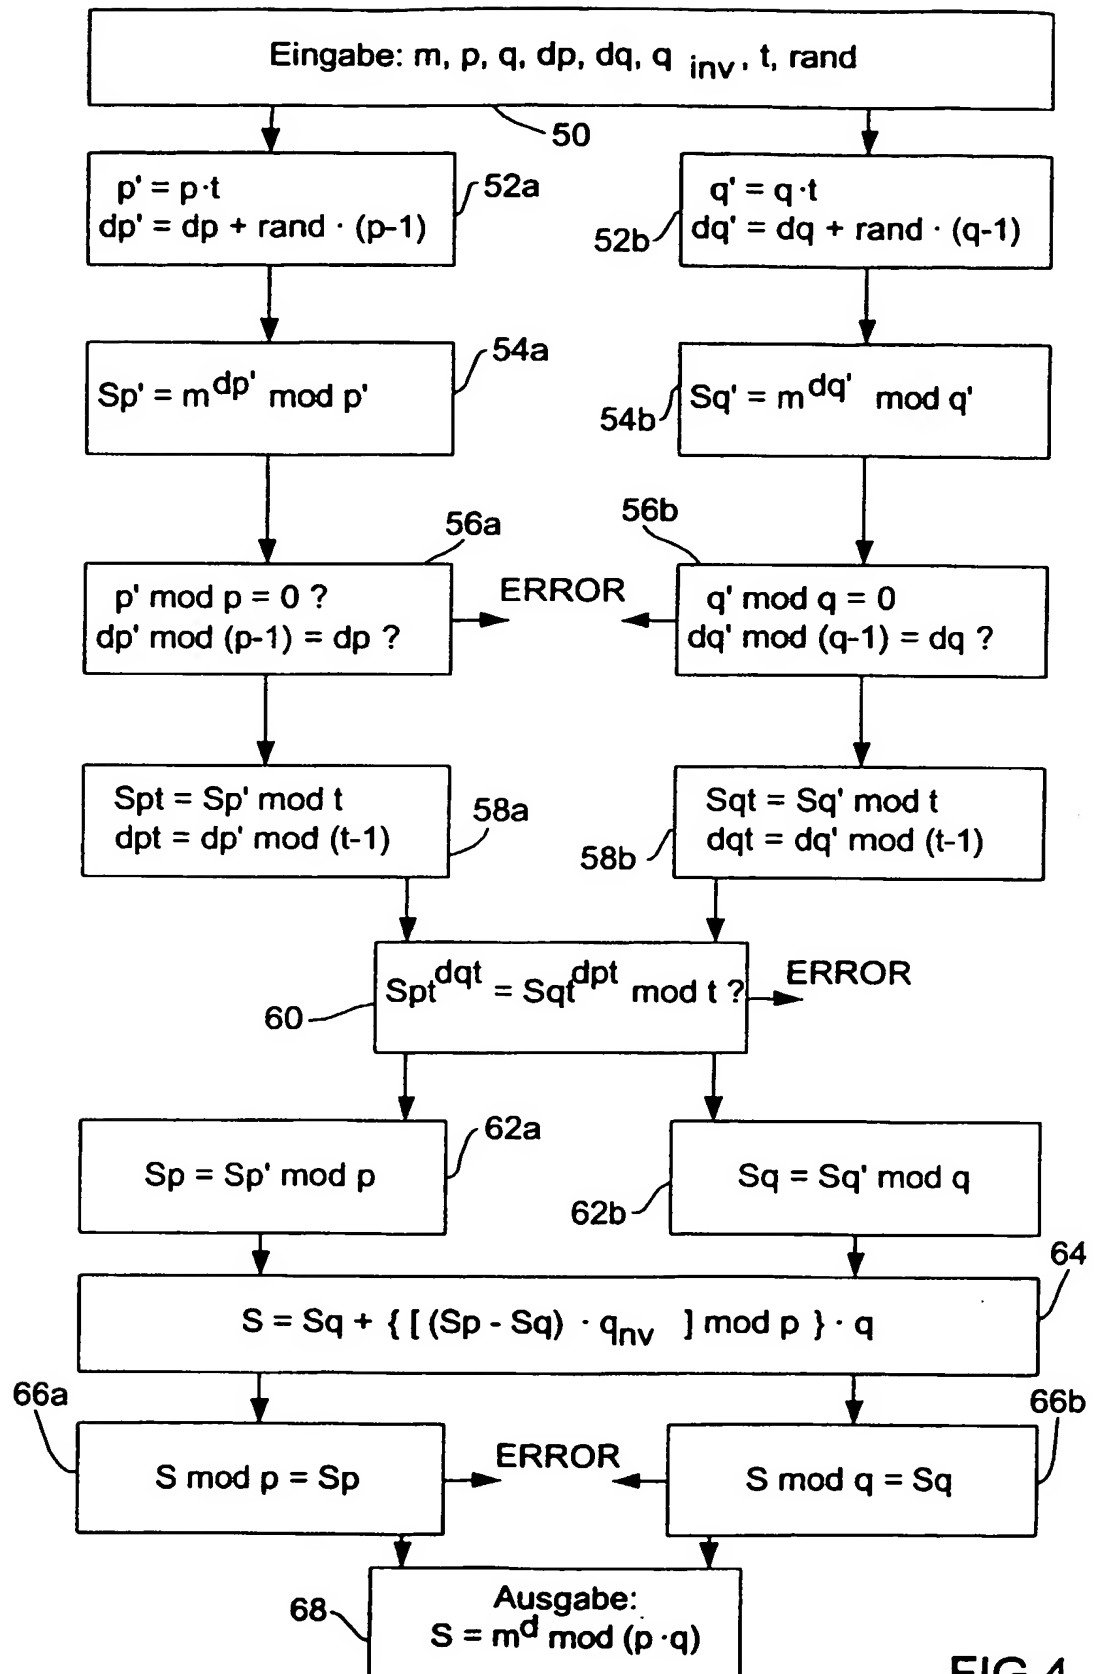 Eingabe: m, p, q, dp, dq, q inv, t, rand
50
p' = p·t
dp' = dp + rand · (p-1)
52a
q' = q·t
dq' = dq + rand · (q-1)
52b
Sp' = m^dp' mod p'
54a
Sq' = m^dq' mod q'
54b
56a
56b
p' mod p = 0 ?
dp' mod (p-1) = dp ?
ERROR
q' mod q = 0
dq' mod (q-1) = dq ?
Spt = Sp' mod t
dpt = dp' mod (t-1)
58a
Sqt = Sq' mod t
dqt = dq' mod (t-1)
58b
Spt^dqt = Sqt^dpt mod t ?
ERROR
60
Sp = Sp' mod p
62a
Sq = Sq' mod q
62b
64
S = Sq + { [ (Sp - Sq) · q nv ] mod p } · q
66a
66b
S mod p = Sp
ERROR
S mod q = Sq
68
Ausgabe:
S = m^d mod (p ·q)
FIG 4